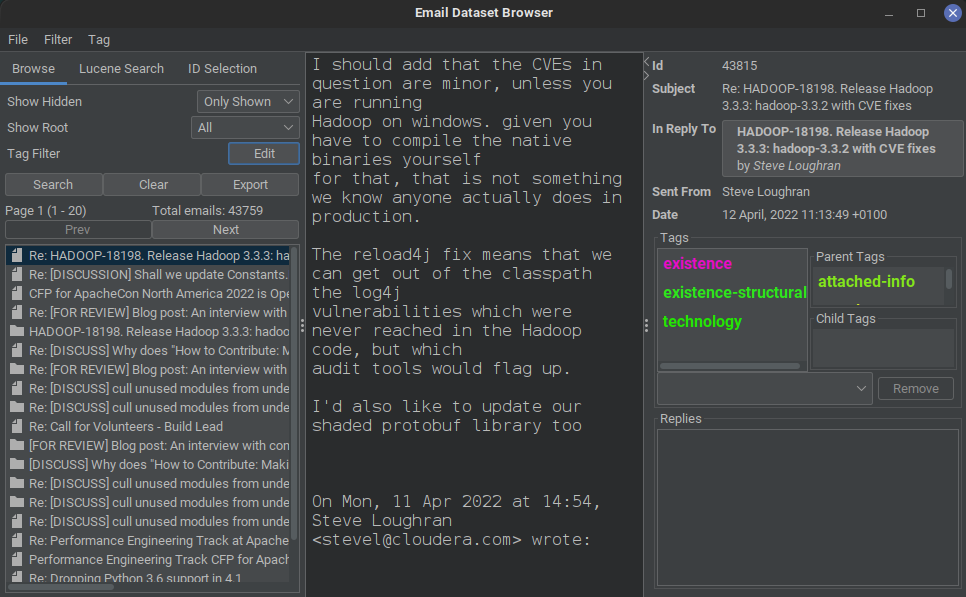 Email Dataset Browser
File Filter Tag
Browse Lucene Search ID Selection
Show Hidden Only Shown
Show Root All
Tag Filter Edit
Search Clear Export
Page 1 (1 - 20) Total emails: 43759
Prev Next
Re: HADOOP-18198. Release Hadoop 3.3.3: ha
Re: [DISCUSSION] Shall we update Constants.
CFP for ApacheCon North America 2022 is Ope
Re: [FOR REVIEW] Blog post: An interview with
HADOOP-18198. Release Hadoop 3.3.3: hadoo
Re: [DISCUSS] Why does "How to Contribute: M
Re: [FOR REVIEW] Blog post: An interview with
Re: [DISCUSS] cull unused modules from unde
Re: [DISCUSS] cull unused modules from unde
Re: Call for Volunteers - Build Lead
[FOR REVIEW] Blog post: An interview with con
[DISCUSS] Why does "How to Contribute: Maki
Re: [DISCUSS] cull unused modules from unde
Re: [DISCUSS] cull unused modules from unde
Re: [DISCUSS] cull unused modules from unde
Re: Performance Engineering Track at Apache
Performance Engineering Track CFP for Apach
Re: Dropping Python 3.6 support in 4.1
I should add that the CVEs in
question are minor, unless you
are running
Hadoop on windows. given you
have to compile the native
binaries yourself
for that, that is not something
we know anyone actually does in
production.
The reload4j fix means that we
can get out of the classpath
the log4j
vulnerabilities which were
never reached in the Hadoop
code, but which
audit tools would flag up.
I'd also like to update our
shaded protobuf library too
On Mon, 11 Apr 2022 at 14:54,
Steve Loughran
<stevel@cloudera.com> wrote:
Id 43815
Subject Re: HADOOP-18198. Release Hadoop
3.3.3: hadoop-3.3.2 with CVE fixes
In Reply To HADOOP-18198. Release Hadoop
3.3.3: hadoop-3.3.2 with CVE fixes
by Steve Loughran
Sent From Steve Loughran
Date 12 April, 2022 11:13:49 +0100
Tags
existence
existence-structural
technology
Parent Tags
attached-info
Child Tags
Remove
Replies